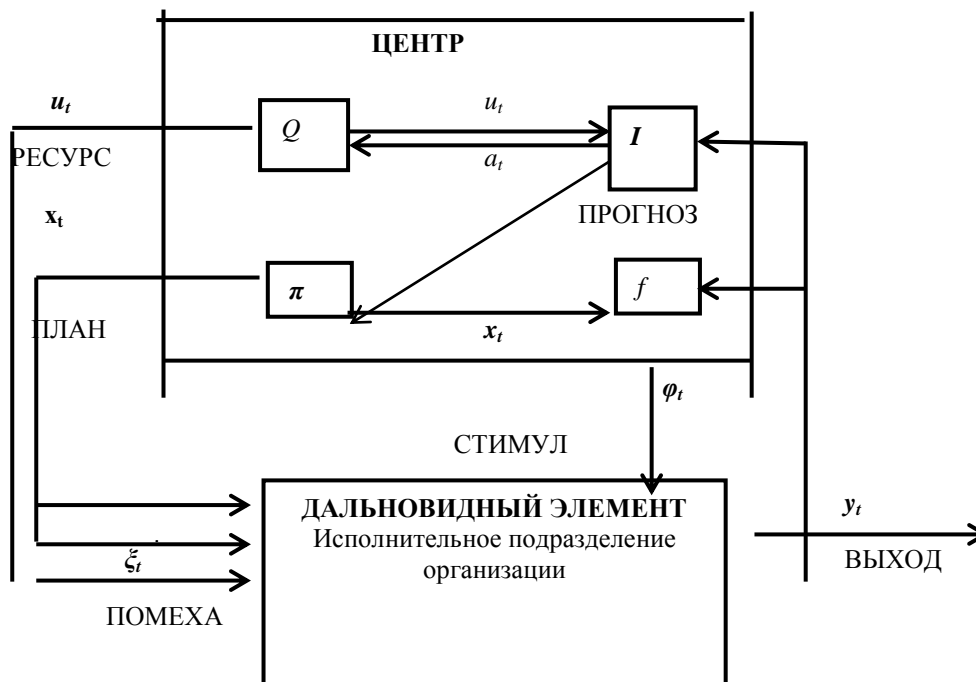 ЦЕНТР
u_t
Q
u_t
I
a_t
РЕСУРС
ПРОГНОЗ
x_t
π
f
ПЛАН
x_t
φ_t
СТИМУЛ
ДАЛЬНОВИДНЫЙ ЭЛЕМЕНТ
Исполнительное подразделение
организации
y_t
ξ_t
ВЫХОД
ПОМЕХА